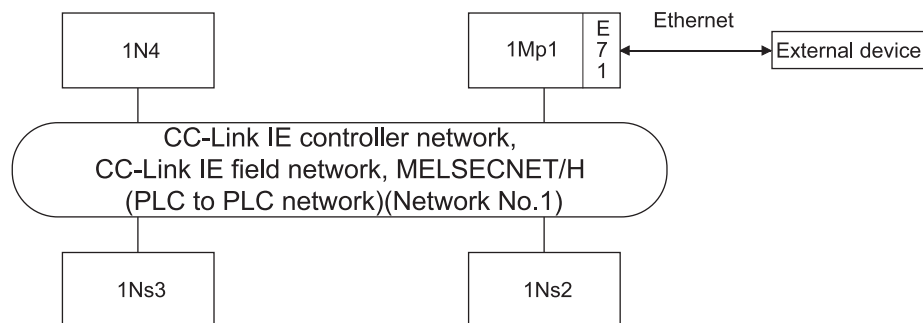 Ethernet
1N4
1Mp1
E
7
1
External device
CC-Link IE controller network,
CC-Link IE field network, MELSECNET/H
(PLC to PLC network)(Network No.1)
1Ns3
1Ns2